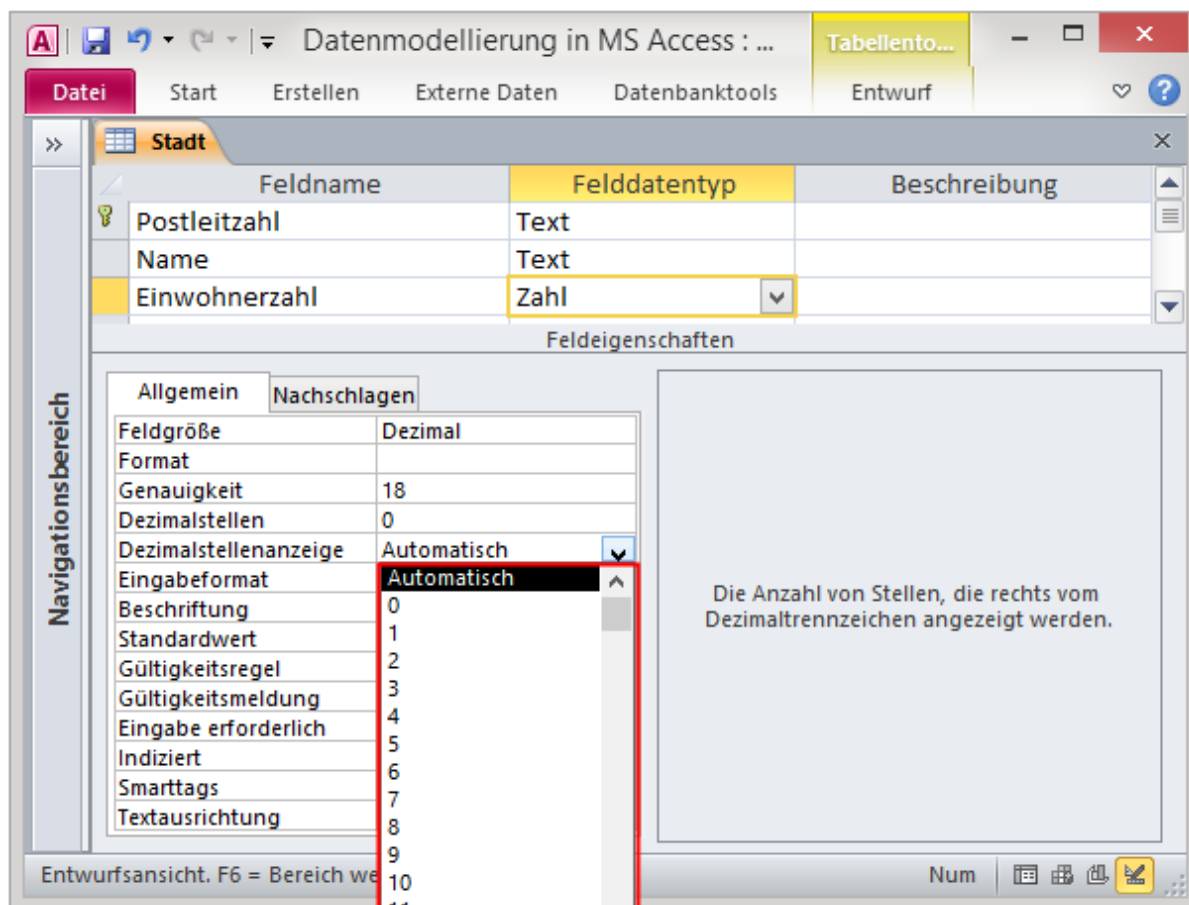 A Datenmodellierung in MS Access : ... Tabellento...
Datei Start Erstellen Externe Daten Datenbanktools Entwurf ?
Stadt
Feldname Felddatentyp Beschreibung
Postleitzahl Text
Name Text
Einwohnerzahl Zahl
Feldeigenschaften
Navigationsbereich
Allgemein Nachschlagen
Feldgröße Dezimal
Format
Genauigkeit 18
Dezimalstellen 0
Dezimalstellenanzeige Automatisch
Eingabeformat Automatisch
Beschriftung 0
Standardwert 1
Gültigkeitsregel 2
Gültigkeitsmeldung 3
Eingabe erforderlich 4
Indiziert 5
Smarttags 6
Textausrichtung 7
8
9
10
Die Anzahl von Stellen, die rechts vom
Dezimaltrennzeichen angezeigt werden.
Entwurfsansicht. F6 = Bereich we Num